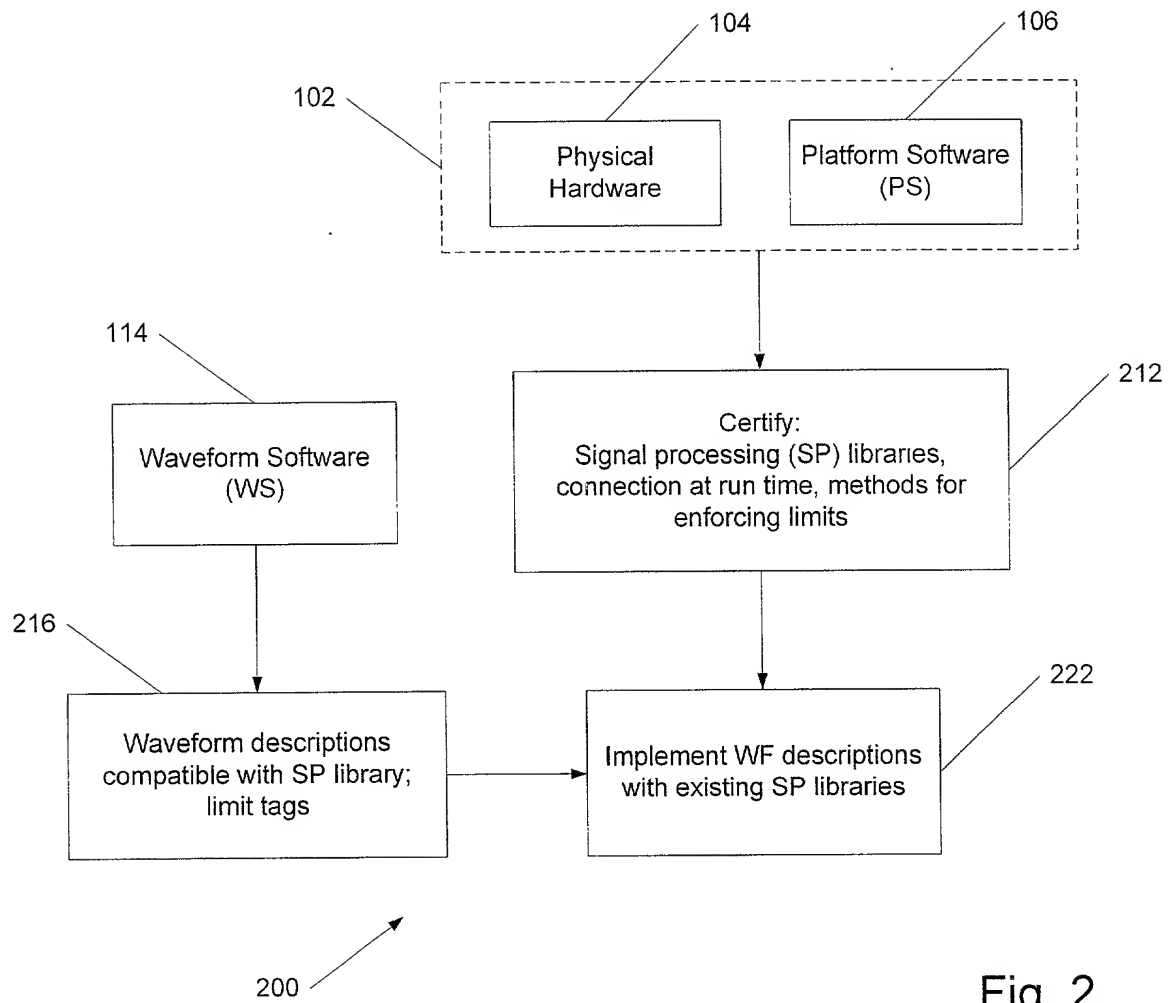 104
106
102
Physical
Hardware
Platform Software
(PS)
114
212
Waveform Software
(WS)
Certify:
Signal processing (SP) libraries,
connection at run time, methods for
enforcing limits
216
222
Waveform descriptions
compatible with SP library;
limit tags
Implement WF descriptions
with existing SP libraries
200
Fig. 2